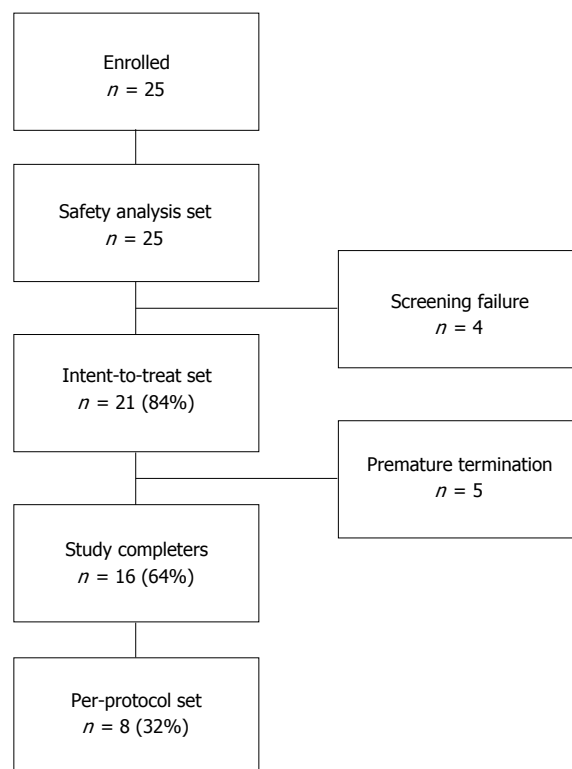 Enrolled
n = 25
Safety analysis set
n = 25
Screening failure
n = 4
Intent-to-treat set
n = 21 (84%)
Premature termination
n = 5
Study completers
n = 16 (64%)
Per-protocol set
n = 8 (32%)